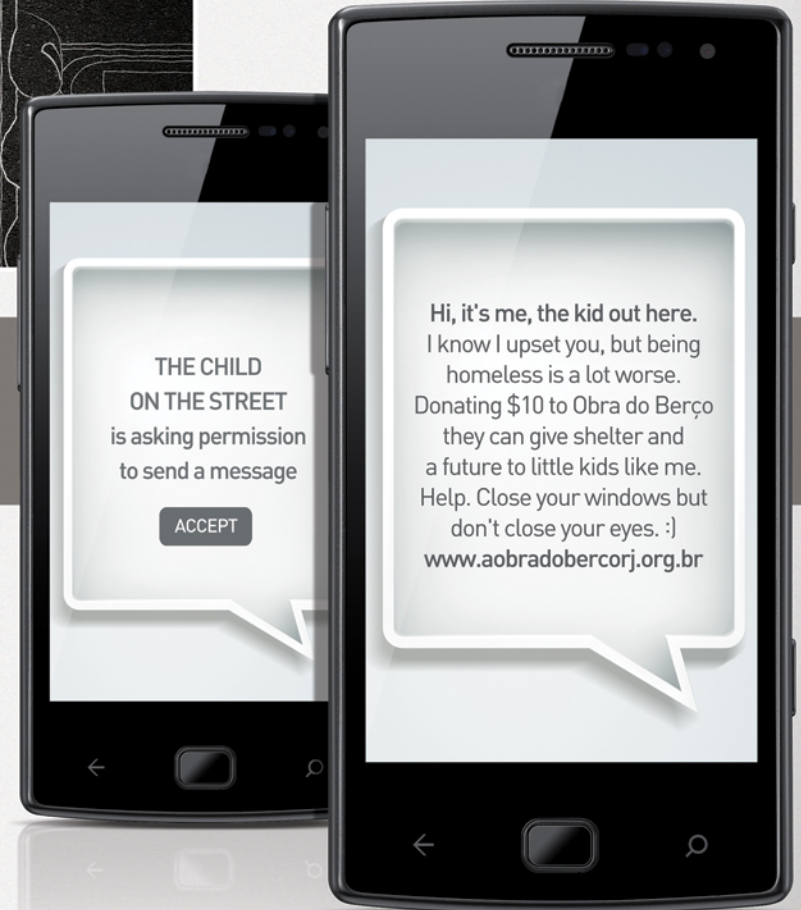 THE CHILD
ON THE STREET
is asking permission
to send a message
ACCEPT
Hi, it's me, the kid out here.
I know I upset you, but being
homeless is a lot worse.
Donating $10 to Obra do Berço
they can give shelter and
a future to little kids like me.
Help. Close your windows but
don't close your eyes. :)
www.aobradobercorj.org.br